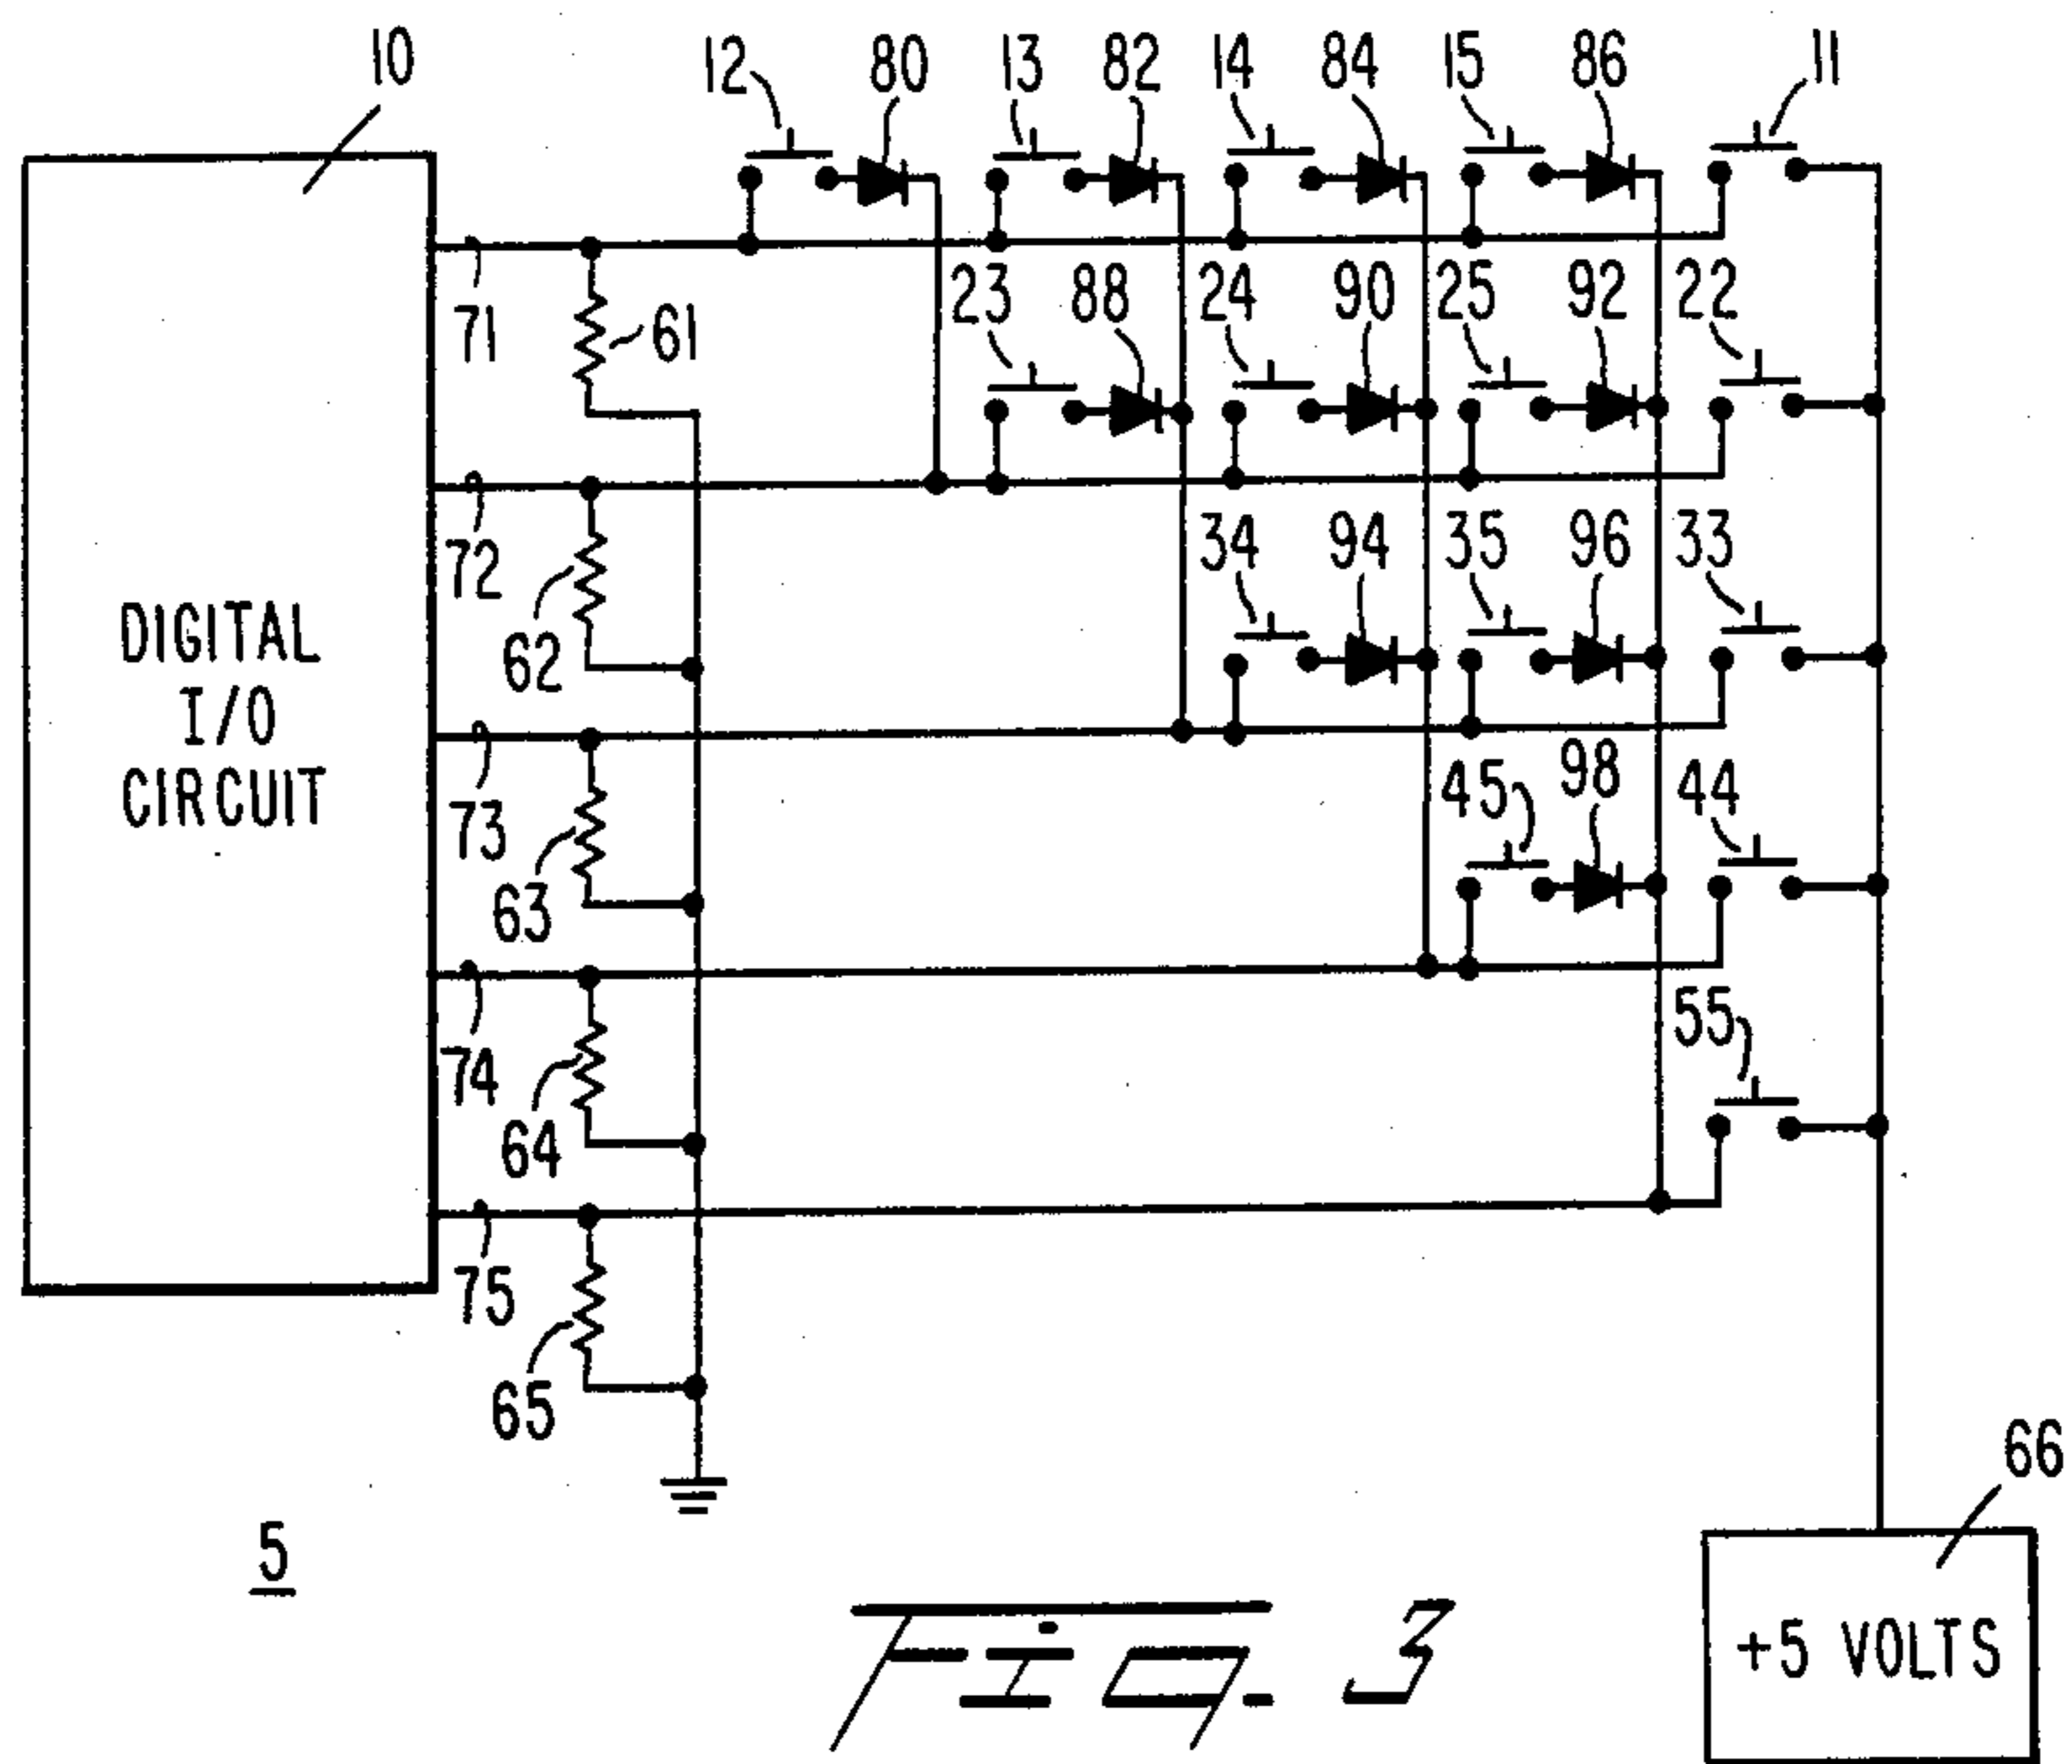 10 12 80 13 82 14 84 15 86 11
71 61 23 88 24 90 25 92 22
72 62 34 94 35 96 33
DIGITAL
I/O
CIRCUIT
73 63 45 98 44
74 64 55
75 65
66
5
+5 VOLTS
Fig. 3